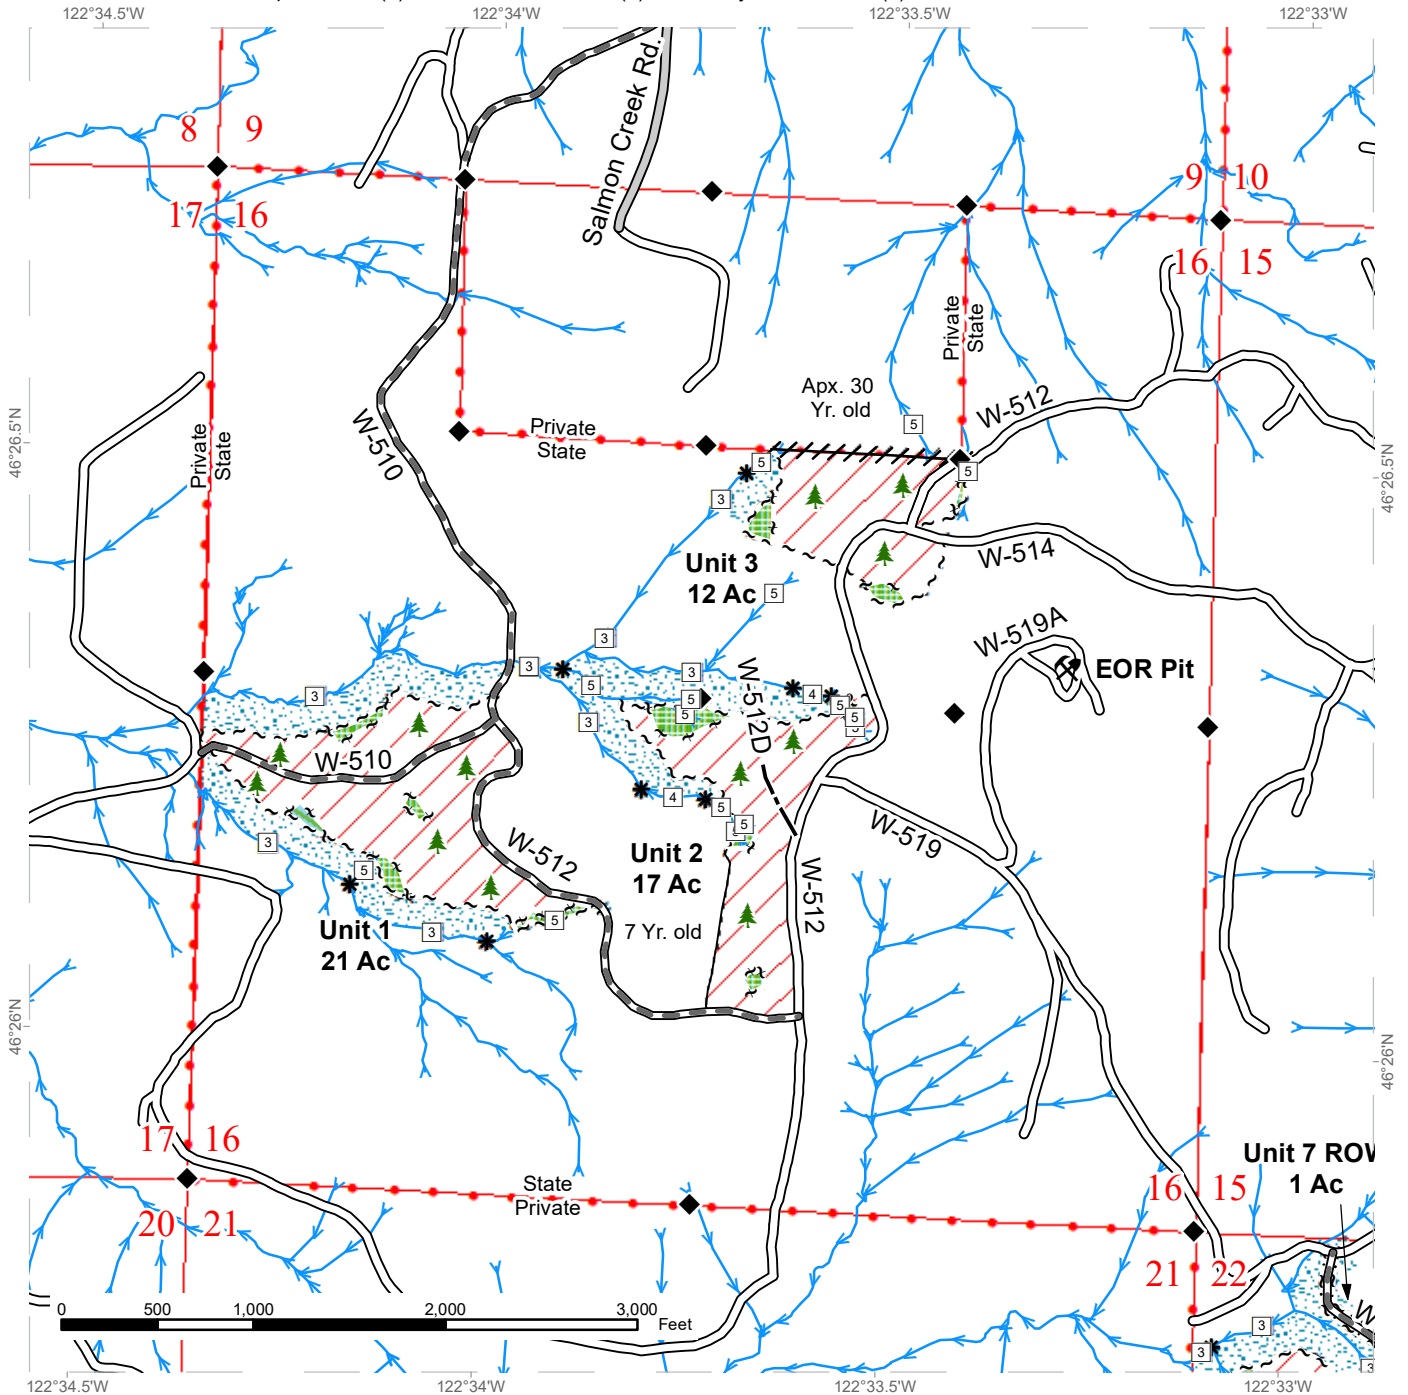 122°34.5'W
122°34'W
122°33.5'W
122°33'W
Salmon Creek Rd.
8 9
17 16
9 10
16 15
Private
State
Apx. 30
Yr. old
W-512
5
W-510
Private
State
Private
State
46°26.5'N
46°26.5'N
5
5
3
W-514
Unit 3
12 Ac
5
W-519A
EOR Pit
3
3
3
3
5
5
4
5
5
5
3
3
W-512D
W-510
4
5
5
5
W-519
W-512
Unit 2
17 Ac
W-512
3
5
5
3
Unit 1
21 Ac
7 Yr. old
46°26'N
46°26'N
17 16
20 21
State
Private
16 15
21 22
Unit 7 ROW
1 Ac
0 500 1,000 2,000 3,000
Feet
3
3
3
122°34.5'W
122°34'W
122°33.5'W
122°33'W